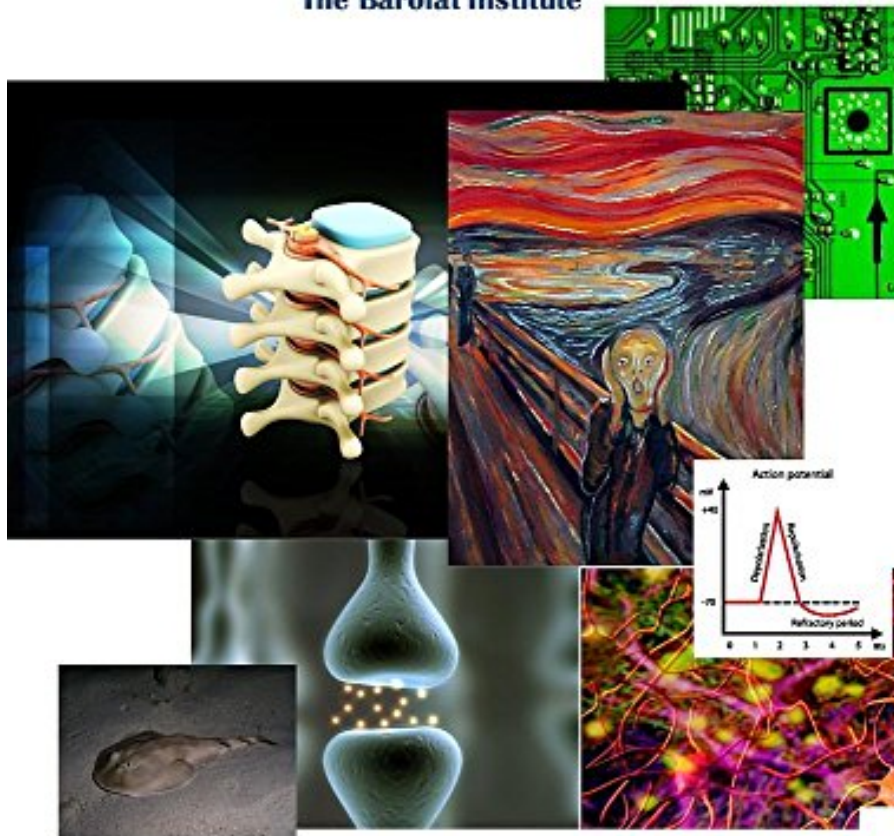 The Barolat Institute
Action potential
mV
+40
Depolarization
Repolarization
-70
Refractory period
0 1 2 3 4 5 ms